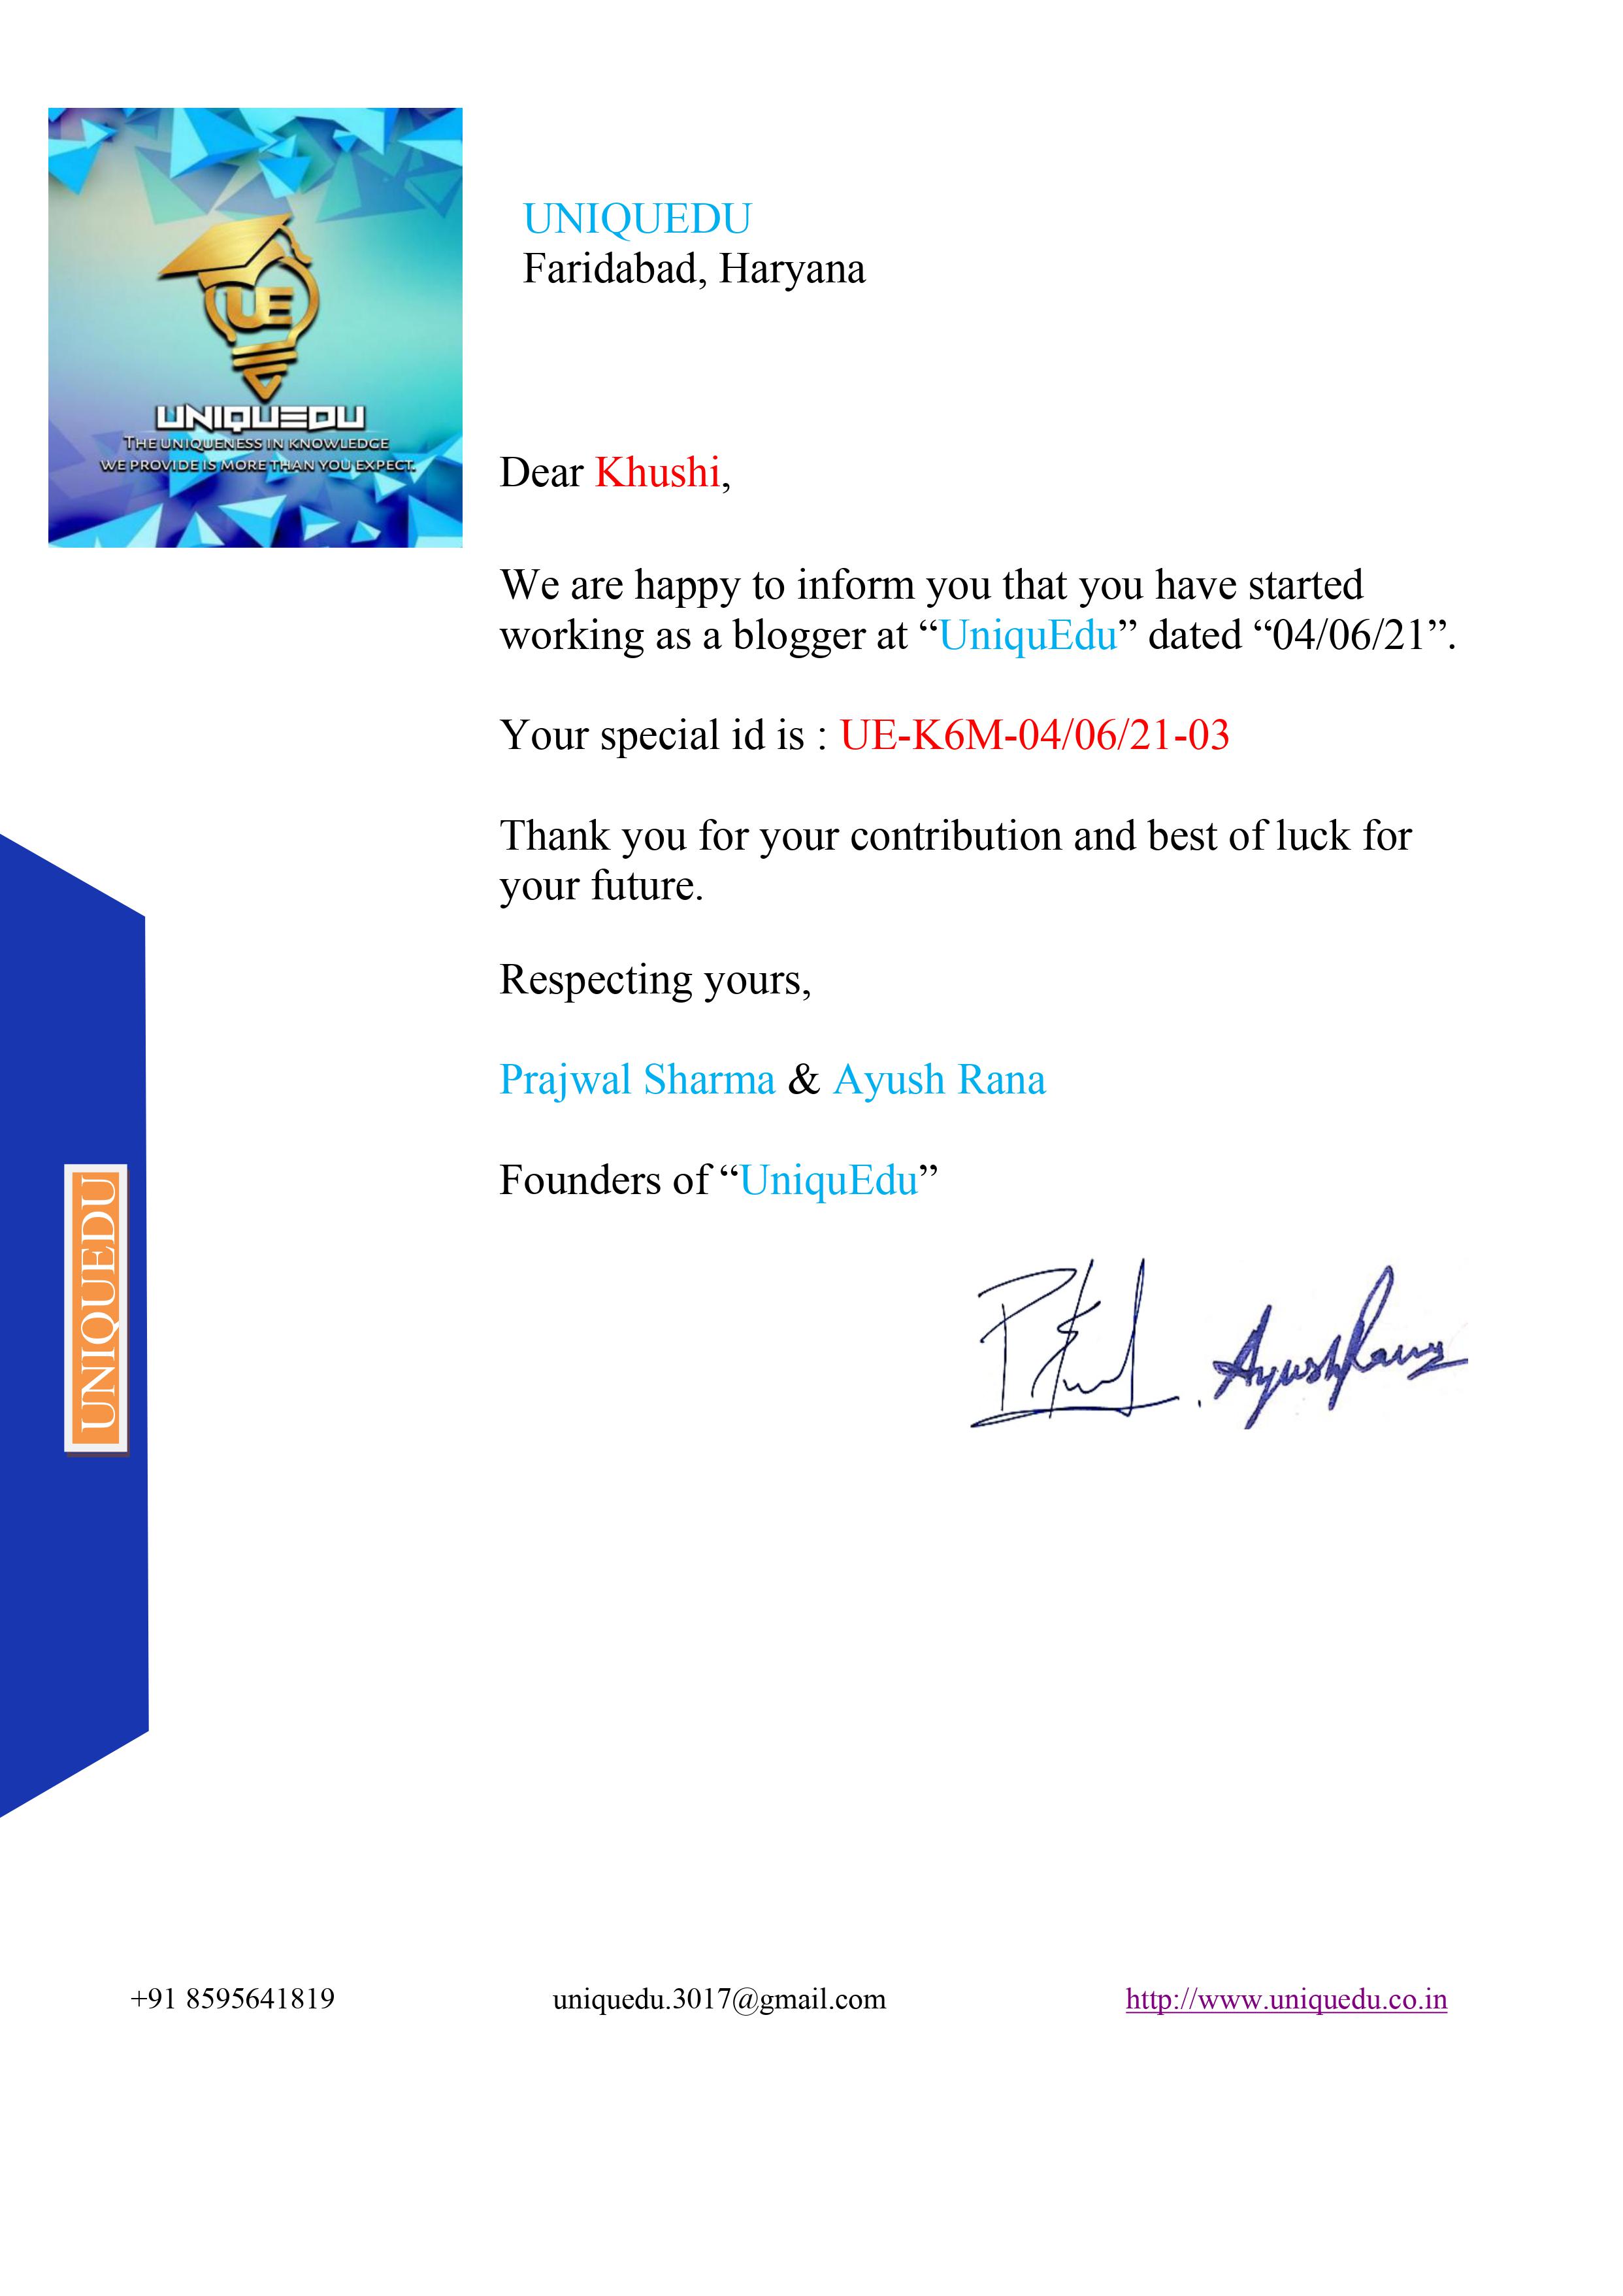 UE
UNIQUEDU
THE UNIQUENESS IN KNOWLEDGE
WE PROVIDE IS MORE THAN YOU EXPECT.
UNIQUEDU
Faridabad, Haryana
Dear Khushi,
We are happy to inform you that you have started
working as a blogger at “UniquEdu” dated “04/06/21”.
Your special id is : UE-K6M-04/06/21-03
Thank you for your contribution and best of luck for
your future.
Respecting yours,
Prajwal Sharma & Ayush Rana
Founders of “UniquEdu”
UNIQUEDU
Ayush Rana
+91 8595641819
uniquedu.3017@gmail.com
http://www.uniquedu.co.in